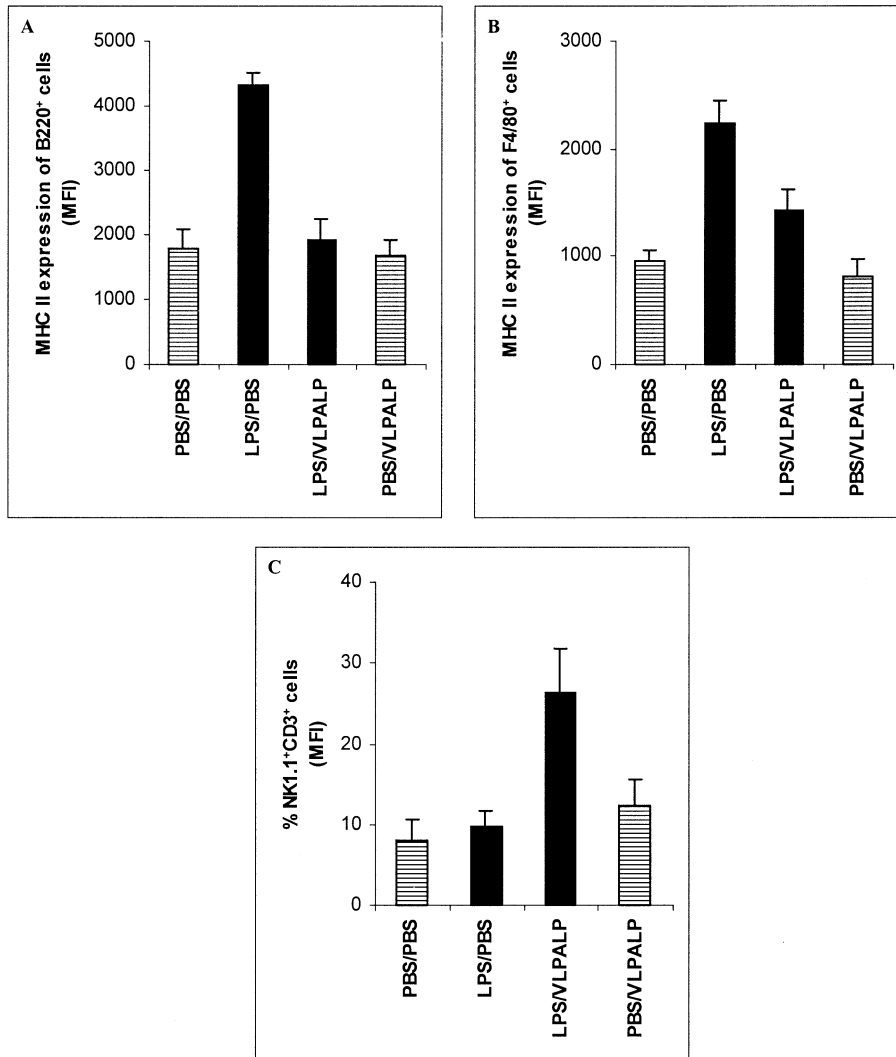 A
MHC II expression of B220⁺ cells
(MFI)
5000
4000
3000
2000
1000
0
PBS/PBS
LPS/PBS
LPS/VLPALP
PBS/VLPALP
B
MHC II expression of F4/80⁺ cells
(MFI)
3000
2000
1000
0
PBS/PBS
LPS/PBS
LPS/VLPALP
PBS/VLPALP
C
% NK1.1⁺CD3⁺ cells
(MFI)
40
30
20
10
0
PBS/PBS
LPS/PBS
LPS/VLPALP
PBS/VLPALP